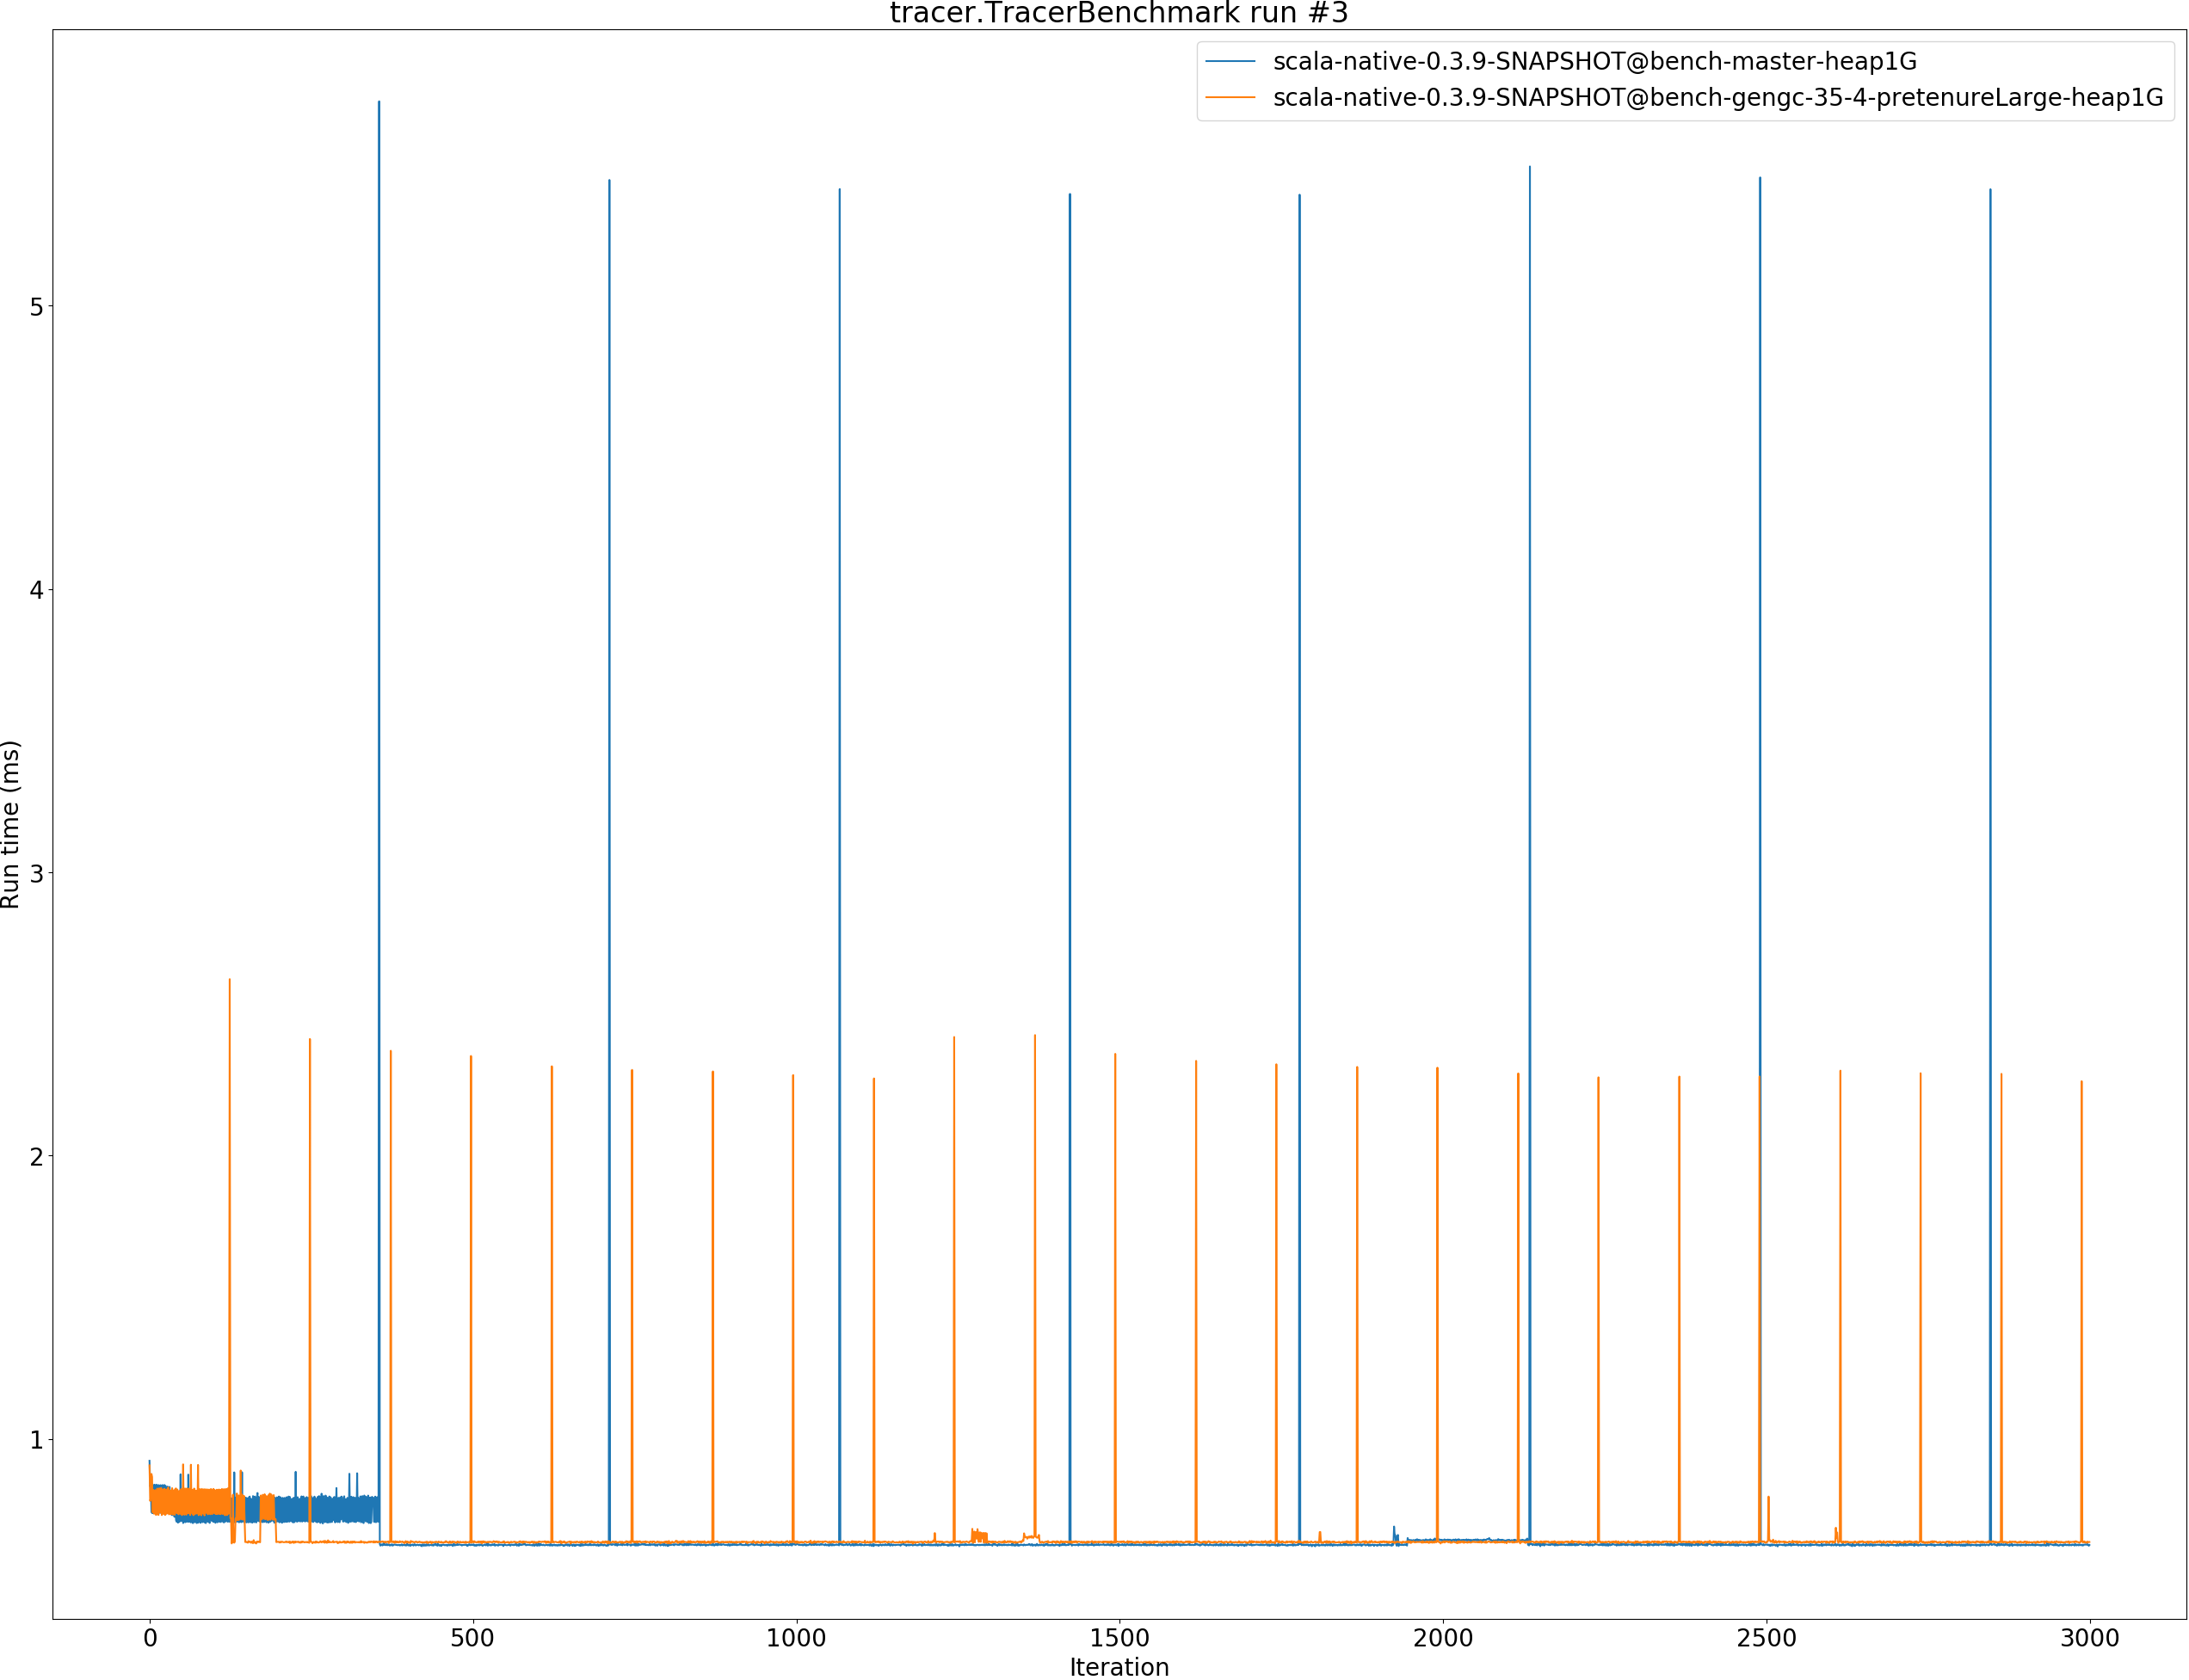 tracer.TracerBenchmark run #3
scala-native-0.3.9-SNAPSHOT@bench-master-heap1G
scala-native-0.3.9-SNAPSHOT@bench-gengc-35-4-pretenureLarge-heap1G
Run time (ms)
5
4
3
2
1
0 500 1000 1500 2000 2500 3000
Iteration